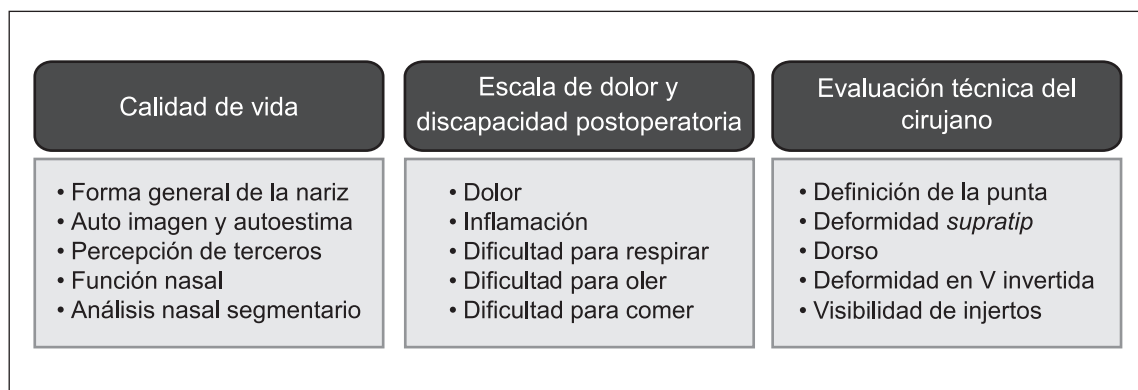 Calidad de vida
• Forma general de la nariz
• Auto imagen y autoestima
• Percepción de terceros
• Función nasal
• Análisis nasal segmentario
Escala de dolor y
discapacidad postoperatoria
• Dolor
• Inflamación
• Dificultad para respirar
• Dificultad para oler
• Dificultad para comer
Evaluación técnica del
cirujano
• Definición de la punta
• Deformidad supratip
• Dorso
• Deformidad en V invertida
• Visibilidad de injertos